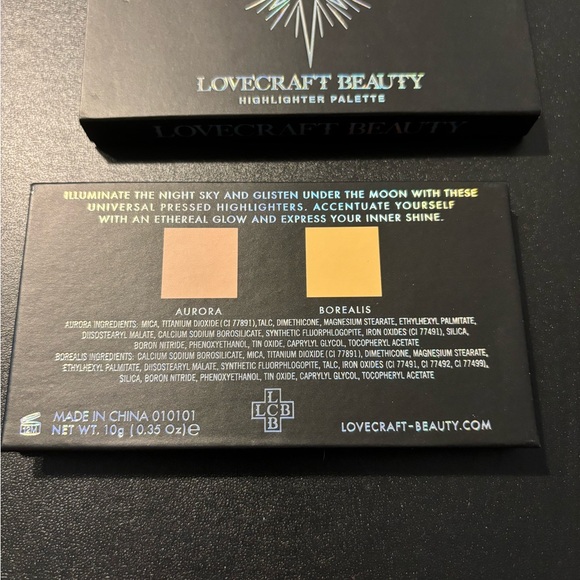 LOVECRAFT BEAUTY
HIGHLIGHTER PALETTE
LOVECRAFT BEAUTY
ILLUMINATE THE NIGHT SKY AND GLISTEN UNDER THE MOON WITH THESE
UNIVERSAL PRESSED HIGHLIGHTERS. ACCENTUATE YOURSELF
WITH AN ETHEREAL GLOW AND EXPRESS YOUR INNER SHINE.
AURORA BOREALIS
AURORA INGREDIENTS: MICA, TITANIUM DIOXIDE (CI 77891), TALC, DIMETHICONE, MAGNESIUM STEARATE, ETHYLHEXYL PALMITATE,
DIISOSTEARYL MALATE, CALCIUM SODIUM BOROSILICATE, SYNTHETIC FLUORPHLOGOPITE, IRON OXIDES (CI 77491), SILICA,
BORON NITRIDE, PHENOXYETHANOL, TIN OXIDE, CAPRYLYL GLYCOL, TOCOPHERYL ACETATE
BOREALIS INGREDIENTS: CALCIUM SODIUM BOROSILICATE, MICA, TITANIUM DIOXIDE (CI 77891), DIMETHICONE, MAGNESIUM STEARATE,
ETHYLHEXYL PALMITATE, DIISOSTEARYL MALATE, SYNTHETIC FLUORPHLOGOPITE, TALC, IRON OXIDES (CI 77491, CI 77492, CI 77499),
SILICA, BORON NITRIDE, PHENOXYETHANOL, TIN OXIDE, CAPRYLYL GLYCOL, TOCOPHERYL ACETATE
12M
MADE IN CHINA 010101
NET WT. 10g (0.35 Oz) ℮
L
LCB
B
LOVECRAFT-BEAUTY.COM